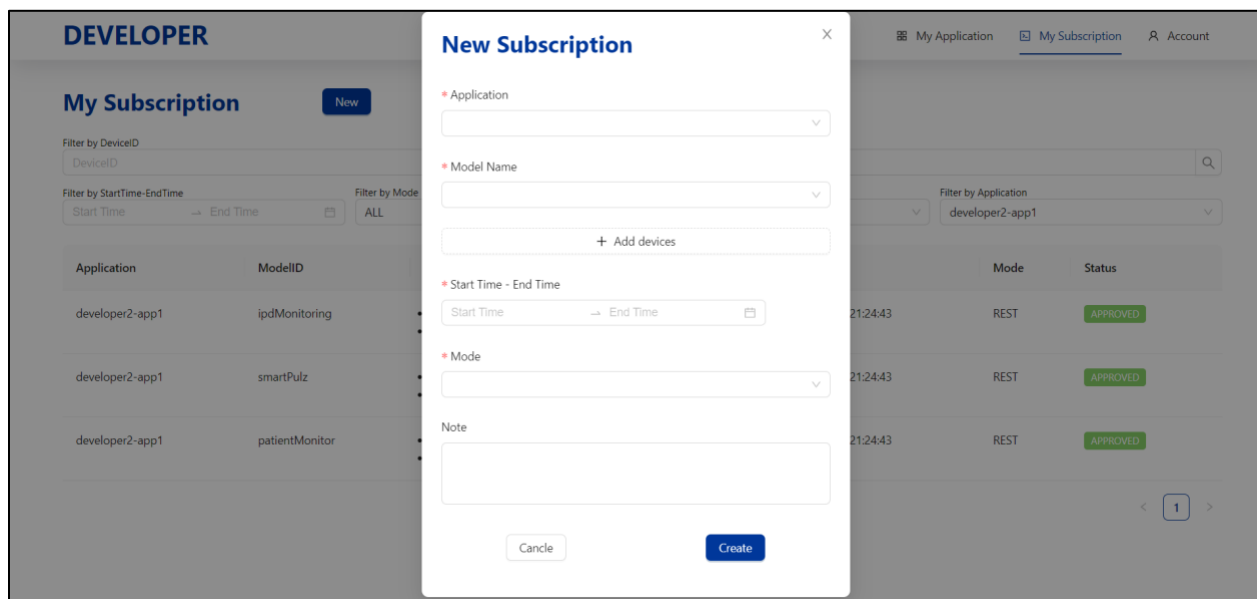 DEVELOPER
My Application
My Subscription
Account
My Subscription
New
Filter by DeviceID
DeviceID
Filter by StartTime-EndTime
Start Time → End Time
Filter by Mode
ALL
Filter by Application
developer2-app1
Application ModelID Mode Status
developer2-app1 ipdMonitoring 21:24:43 REST APPROVED
developer2-app1 smartPulz 21:24:43 REST APPROVED
developer2-app1 patientMonitor 21:24:43 REST APPROVED
< 1 >
New Subscription
X
* Application
* Model Name
+ Add devices
* Start Time - End Time
Start Time → End Time
* Mode
Note
Cancle
Create